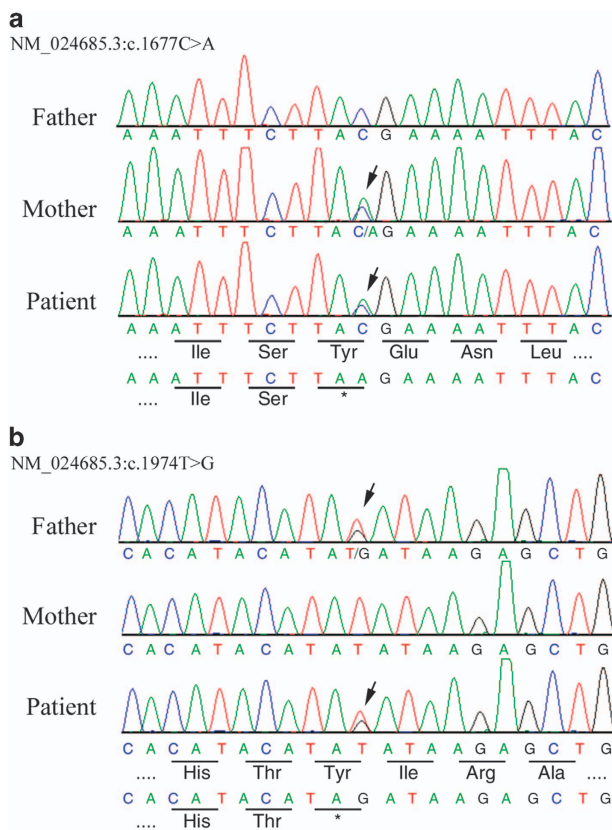 a
NM_024685.3:c.1677C>A
Father
A A A T T T C T T A C G A A A A T T T A C
Mother
A A A T T T C T T A C/A G A A A A T T T A C
Patient
A A A T T T C T T A C G A A A A T T T A C
.... Ile Ser Tyr Glu Asn Leu ....
A A A T T T C T T A A G A A A A T T T A C
.... Ile Ser *
b
NM_024685.3:c.1974T>G
Father
C A C A T A C A T A T/G A T A A G A G C T G
Mother
C A C A T A C A T A T A T A A G A G C T G
Patient
C A C A T A C A T A T A T A A G A G C T G
.... His Thr Tyr Ile Arg Ala ....
C A C A T A C A T A G A T A A G A G C T G
.... His Thr *